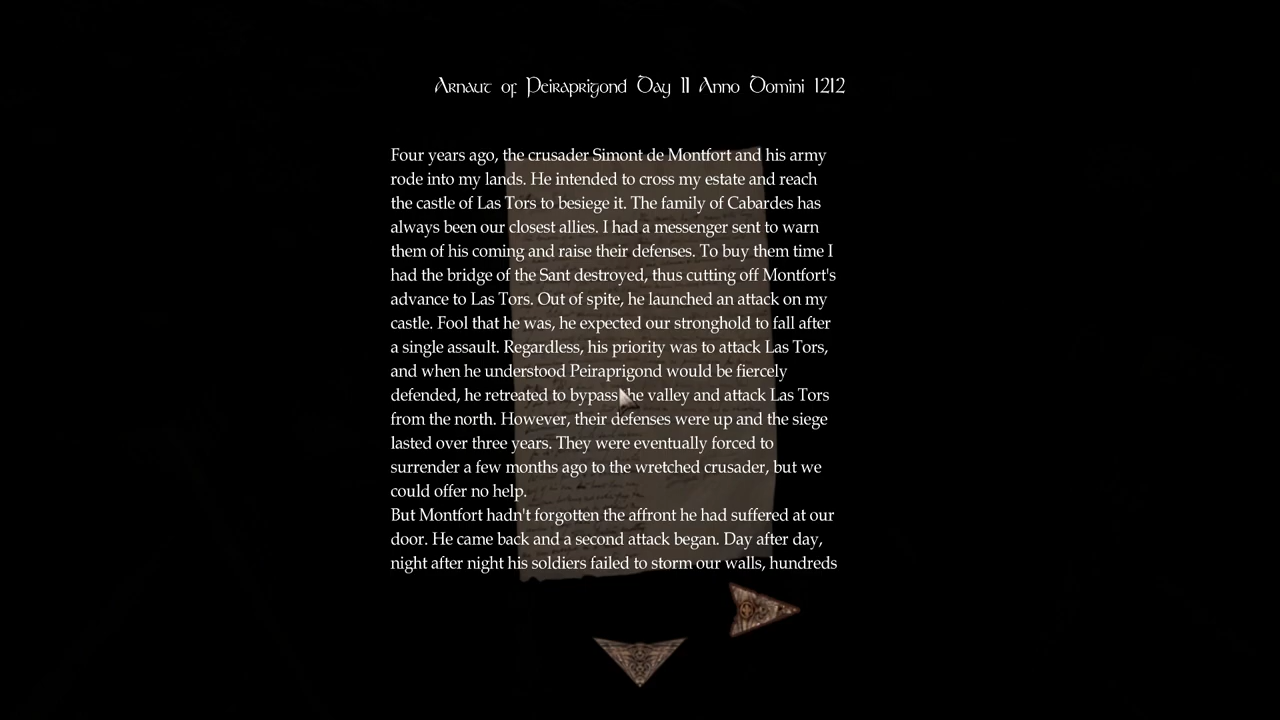 Arnaut of Peiraprigond Day II Anno Domini 1212
Four years ago, the crusader Simont de Montfort and his army
rode into my lands. He intended to cross my estate and reach
the castle of Las Tors to besiege it. The family of Cabardes has
always been our closest allies. I had a messenger sent to warn
them of his coming and raise their defenses. To buy them time I
had the bridge of the Sant destroyed, thus cutting off Montfort's
advance to Las Tors. Out of spite, he launched an attack on my
castle. Fool that he was, he expected our stronghold to fall after
a single assault. Regardless, his priority was to attack Las Tors,
and when he understood Peiraprigond would be fiercely
defended, he retreated to bypass the valley and attack Las Tors
from the north. However, their defenses were up and the siege
lasted over three years. They were eventually forced to
surrender a few months ago to the wretched crusader, but we
could offer no help.
But Montfort hadn't forgotten the affront he had suffered at our
door. He came back and a second attack began. Day after day,
night after night his soldiers failed to storm our walls, hundreds